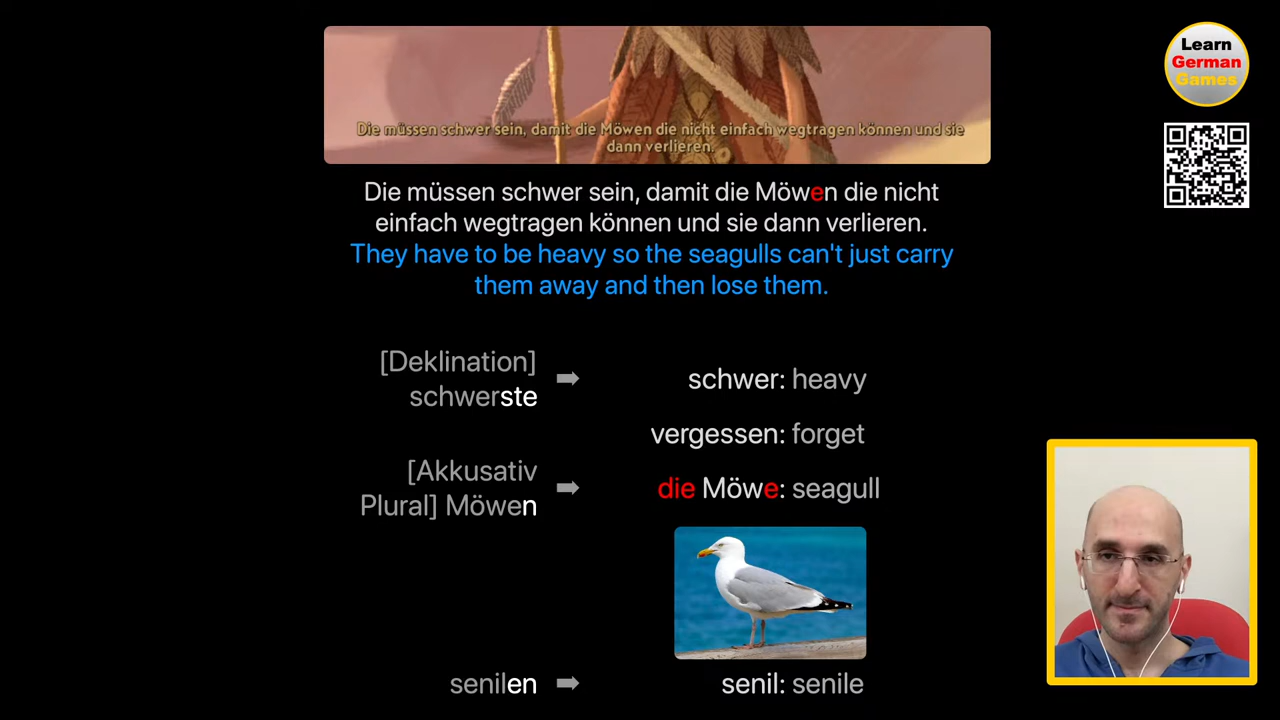 Die müssen schwer sein, damit die Möwen die nicht einfach wegtragen können und sie
dann verlieren.
Learn
German
Games
Die müssen schwer sein, damit die Möwen die nicht
einfach wegtragen können und sie dann verlieren.
They have to be heavy so the seagulls can't just carry
them away and then lose them.
[Deklination]
schwerste ➡ schwer: heavy
vergessen: forget
[Akkusativ
Plural] Möwen ➡ die Möwe: seagull
senilen ➡ senil: senile